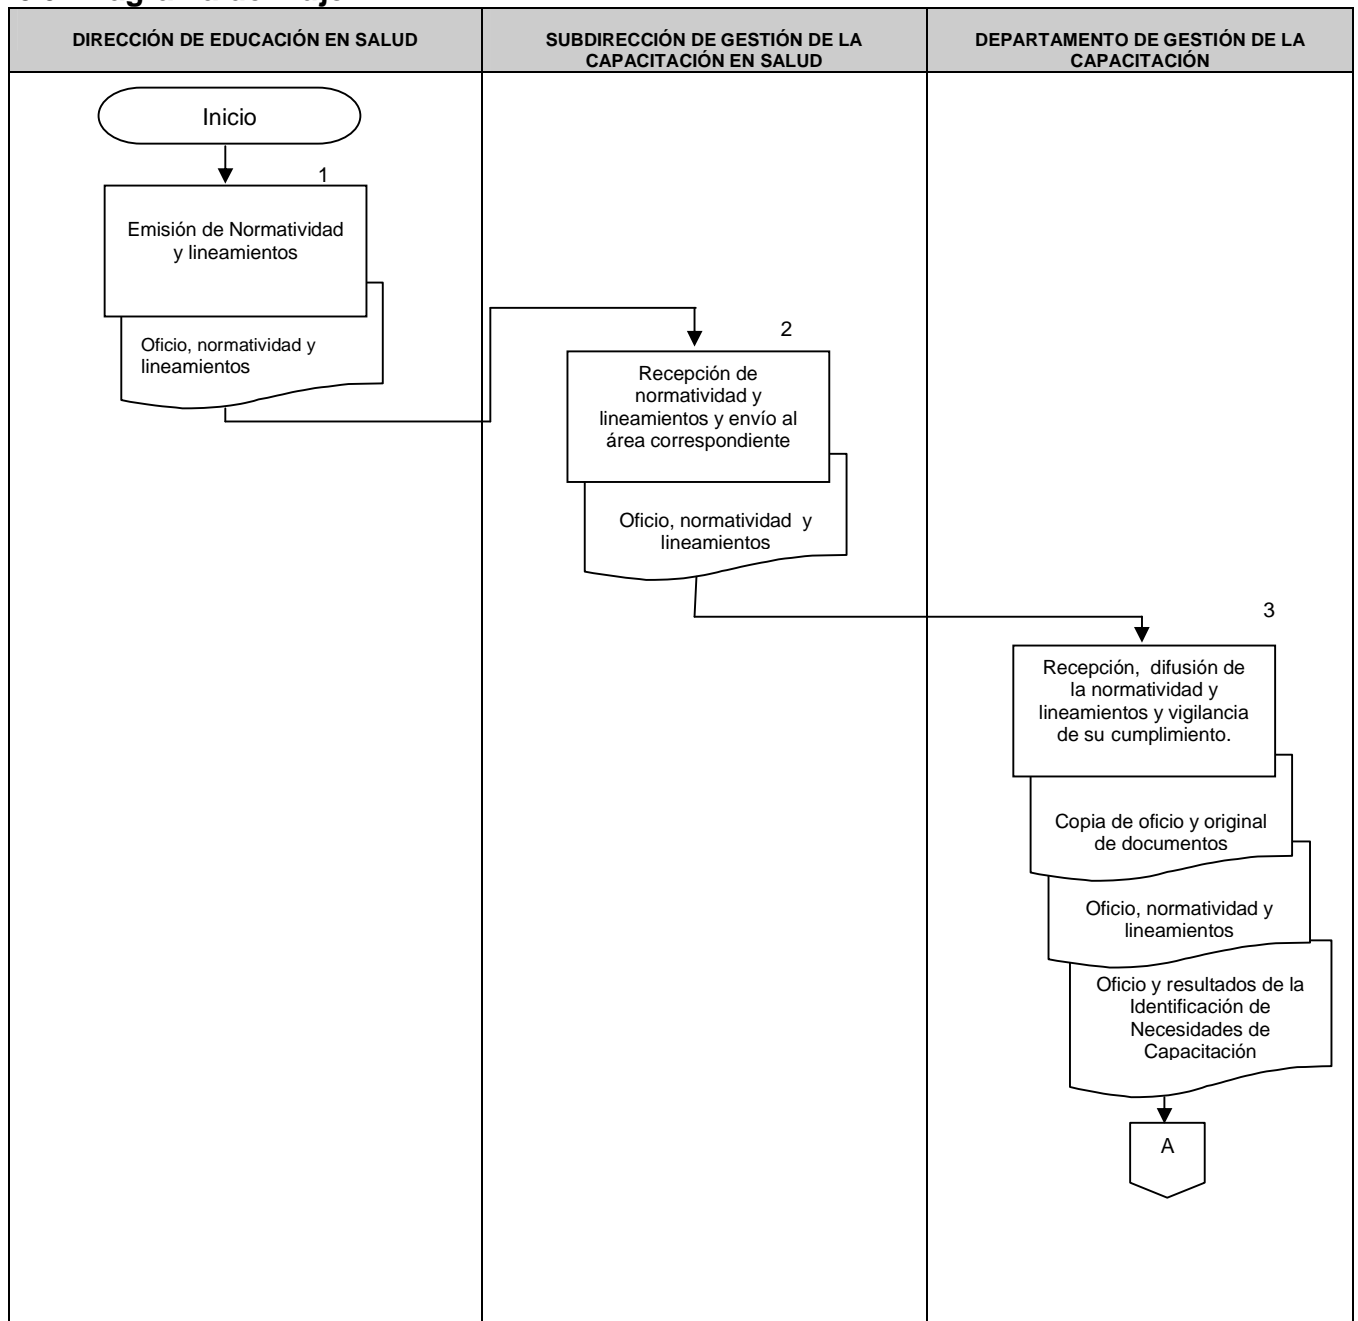 DIRECCIÓN DE EDUCACIÓN EN SALUD
SUBDIRECCIÓN DE GESTIÓN DE LA
CAPACITACIÓN EN SALUD
DEPARTAMENTO DE GESTIÓN DE LA
CAPACITACIÓN
Inicio
1
Emisión de Normatividad
y lineamientos
Oficio, normatividad y
lineamientos
2
Recepción de
normatividad y
lineamientos y envío al
área correspondiente
Oficio, normatividad y
lineamientos
3
Recepción, difusión de
la normatividad y
lineamientos y vigilancia
de su cumplimiento.
Copia de oficio y original
de documentos
Oficio, normatividad y
lineamientos
Oficio y resultados de la
Identificación de
Necesidades de
Capacitación
A